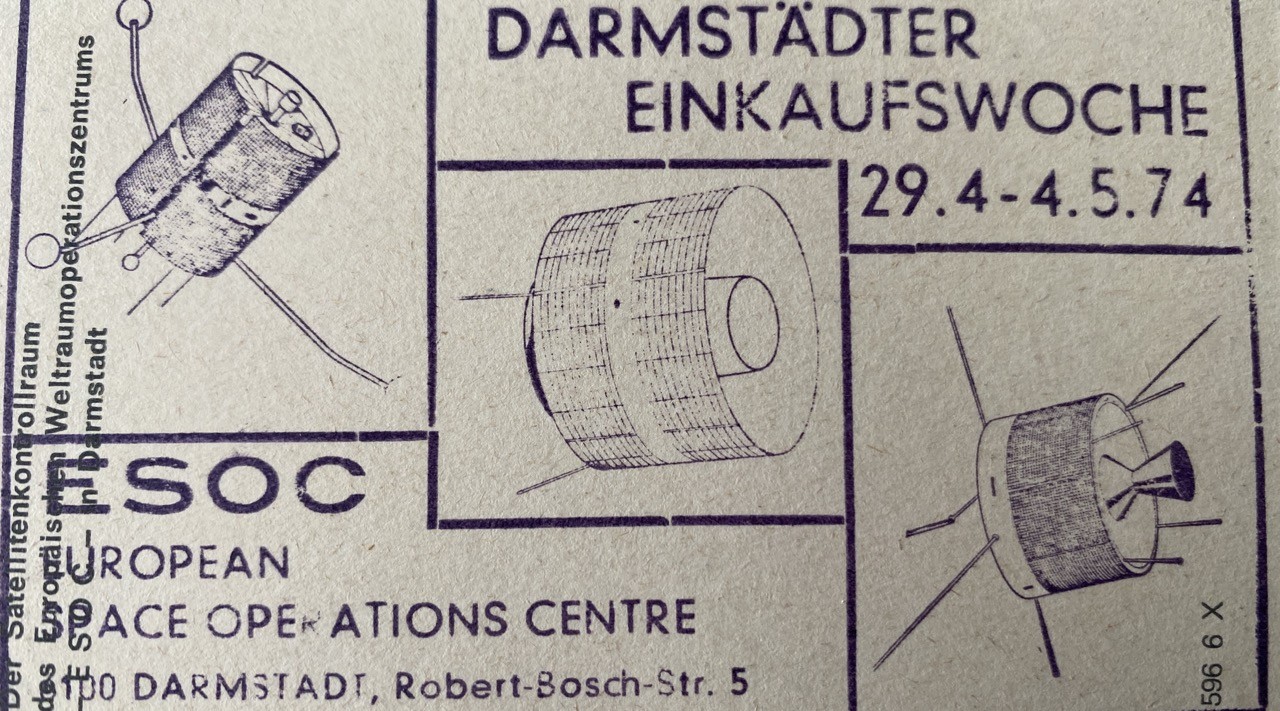 DARMSTÄDTER
EINKAUFSWOCHE
29.4-4.5.74
ESOC
EUROPEAN
SPACE OPERATIONS CENTRE
6100 DARMSTADT, Robert-Bosch-Str. 5
Der Satellitenkontrollraum
des Europäischen Weltraumoperationszentrums
– ESOC – in Darmstadt
596 6 X